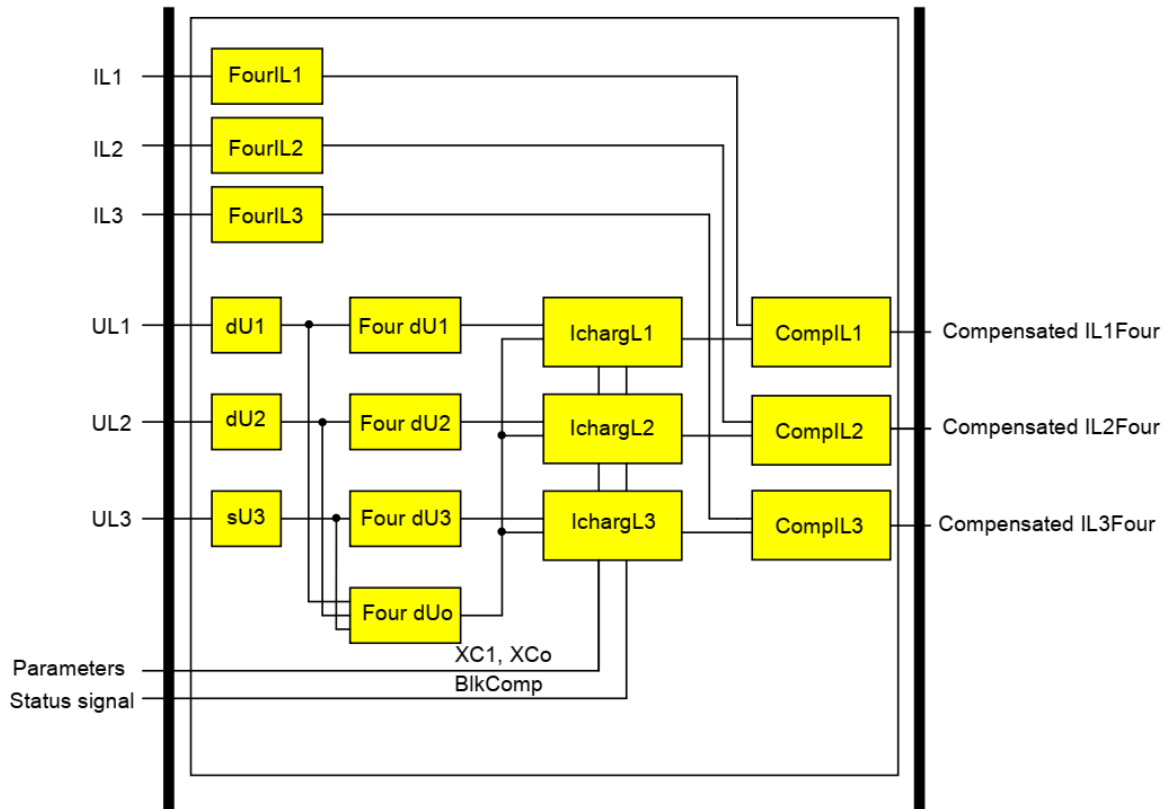 IL1
FourIL1
IL2
FourIL2
IL3
FourIL3
UL1
dU1
Four dU1
IchargL1
CompIL1
Compensated IL1Four
UL2
dU2
Four dU2
IchargL2
CompIL2
Compensated IL2Four
UL3
sU3
Four dU3
IchargL3
CompIL3
Compensated IL3Four
Four dUo
Parameters
XC1, XCo
Status signal
BlkComp